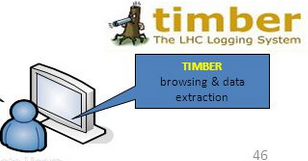 timber
The LHC Logging System
TIMBER
browsing & data
extraction
46